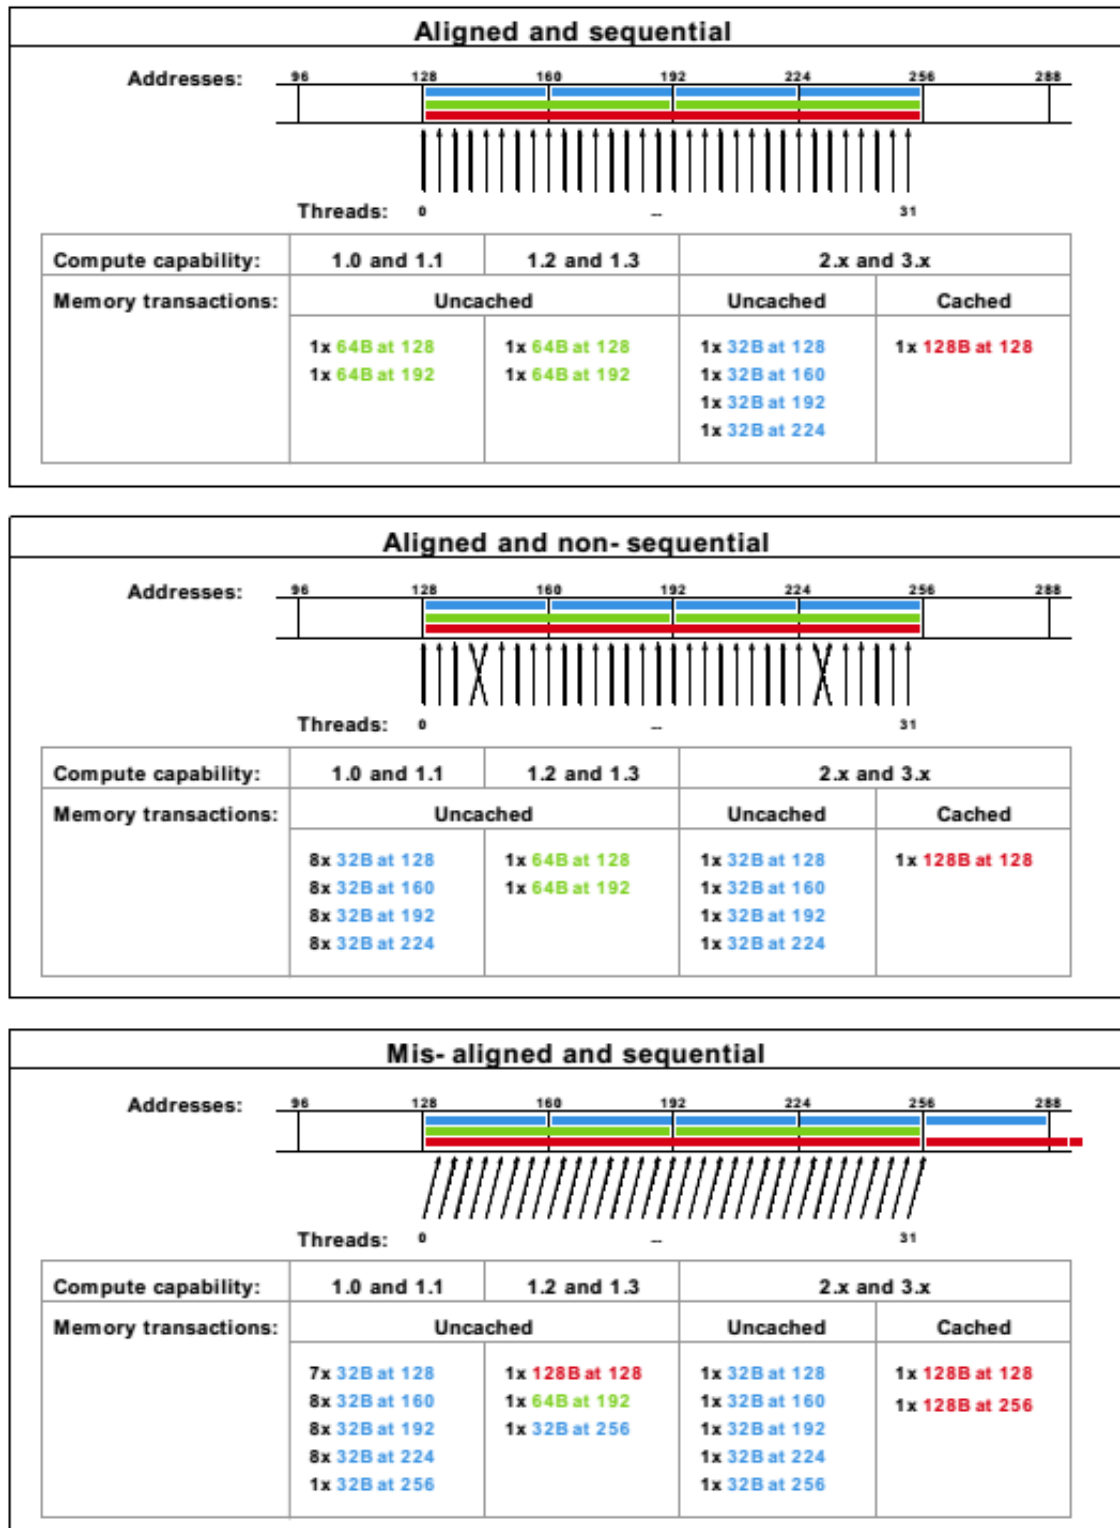 Aligned and sequential
Addresses: 96 128 160 192 224 256 288
Threads: 0 ... 31
Compute capability: 1.0 and 1.1 1.2 and 1.3 2.x and 3.x
Memory transactions: Uncached Uncached Cached
1x 64B at 128 1x 64B at 128 1x 32B at 128 1x 128B at 128
1x 64B at 192 1x 64B at 192 1x 32B at 160
1x 32B at 192
1x 32B at 224
Aligned and non- sequential
Addresses: 96 128 160 192 224 256 288
Threads: 0 ... 31
Compute capability: 1.0 and 1.1 1.2 and 1.3 2.x and 3.x
Memory transactions: Uncached Uncached Cached
8x 32B at 128 1x 64B at 128 1x 32B at 128 1x 128B at 128
8x 32B at 160 1x 64B at 192 1x 32B at 160
8x 32B at 192 1x 32B at 192
8x 32B at 224 1x 32B at 224
Mis- aligned and sequential
Addresses: 96 128 160 192 224 256 288
Threads: 0 ... 31
Compute capability: 1.0 and 1.1 1.2 and 1.3 2.x and 3.x
Memory transactions: Uncached Uncached Cached
7x 32B at 128 1x 128B at 128 1x 32B at 128 1x 128B at 128
8x 32B at 160 1x 64B at 192 1x 32B at 160 1x 128B at 256
8x 32B at 192 1x 32B at 256 1x 32B at 192
8x 32B at 224 1x 32B at 224
1x 32B at 256 1x 32B at 256